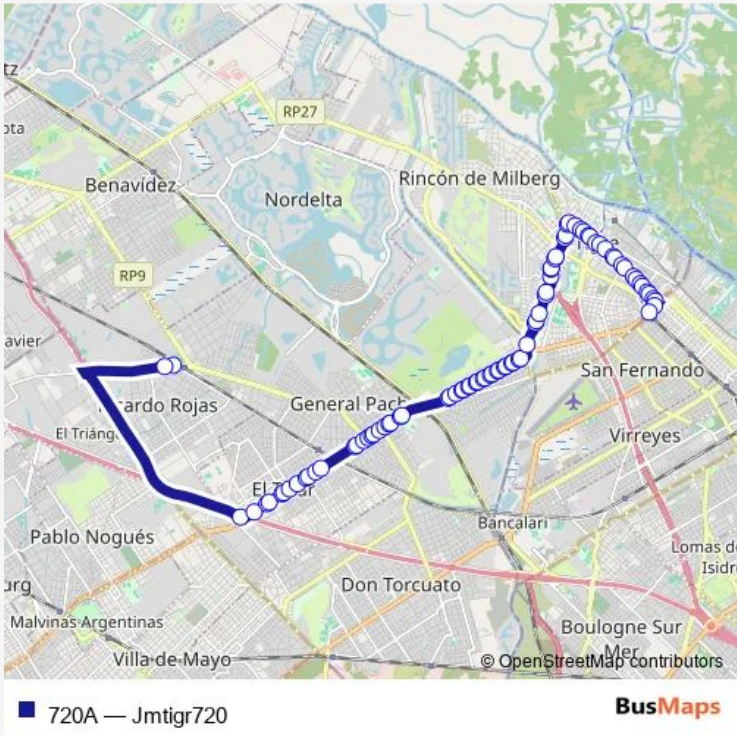 tz
RP27
ota
Rincón de Milberg
Benavídez
Nordelta
RP9
avier
San Fernando
General Pach
cardo Rojas
El Triáng
Virreyes
El T
ar
Bancalari
Pablo Nogués
Lomas de
Isidr
urg
Don Torcuato
Malvinas Argentinas
Boulogne Sur
Mer
Villa de Mayo
© OpenStreetMap contributors
720A — Jmtigr720
BusMaps